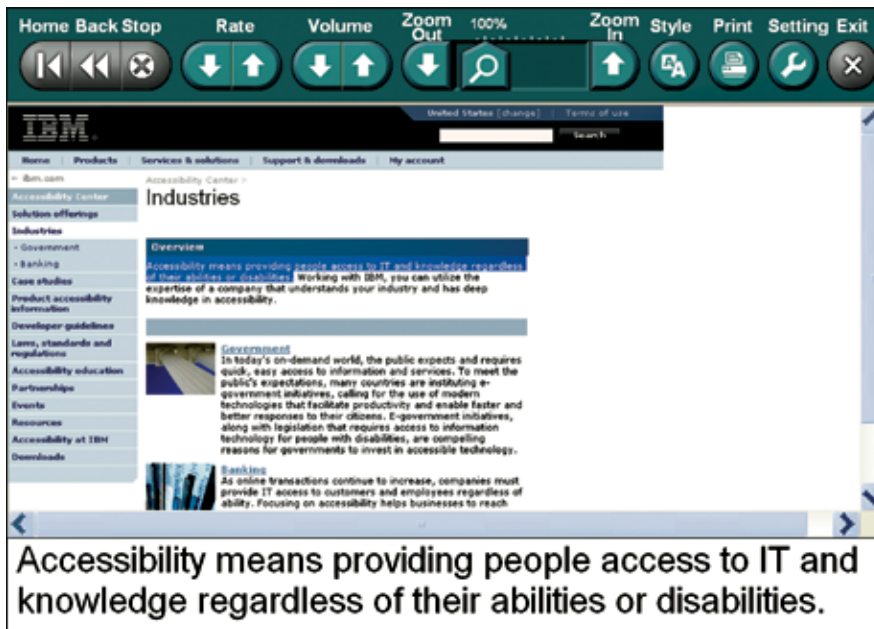 Home Back Stop Rate Volume Zoom Out 100% Zoom In Style Print Setting Exit
United States [change] Terms of use
IBM
Search
Home Products Services & solutions Support & downloads My account
ibm.com
Accessibility Center
Solution offerings
Industries
- Government
- Banking
Case studies
Product accessibility
information
Developer guidelines
Laws, standards and
regulations
Accessibility education
Partnerships
Events
Resources
Accessibility at IBM
Downloads
Accessibility Center >
Industries
Overview
Accessibility means providing people access to IT and knowledge regardless
of their abilities or disabilities. Working with IBM, you can utilize the
expertise of a company that understands your industry and has deep
knowledge in accessibility.
Government
In today's on-demand world, the public expects and requires
quick, easy access to information and services. To meet the
public's expectations, many countries are instituting e-
government initiatives, calling for the use of modern
technologies that facilitate productivity and enable faster and
better responses to their citizens. E-government initiatives,
along with legislation that requires access to information
technology for people with disabilities, are compelling
reasons for governments to invest in accessible technology.
Banking
As online transactions continue to increase, companies must
provide IT access to customers and employees regardless of
ability. Focusing on accessibility helps businesses to reach
Accessibility means providing people access to IT and
knowledge regardless of their abilities or disabilities.